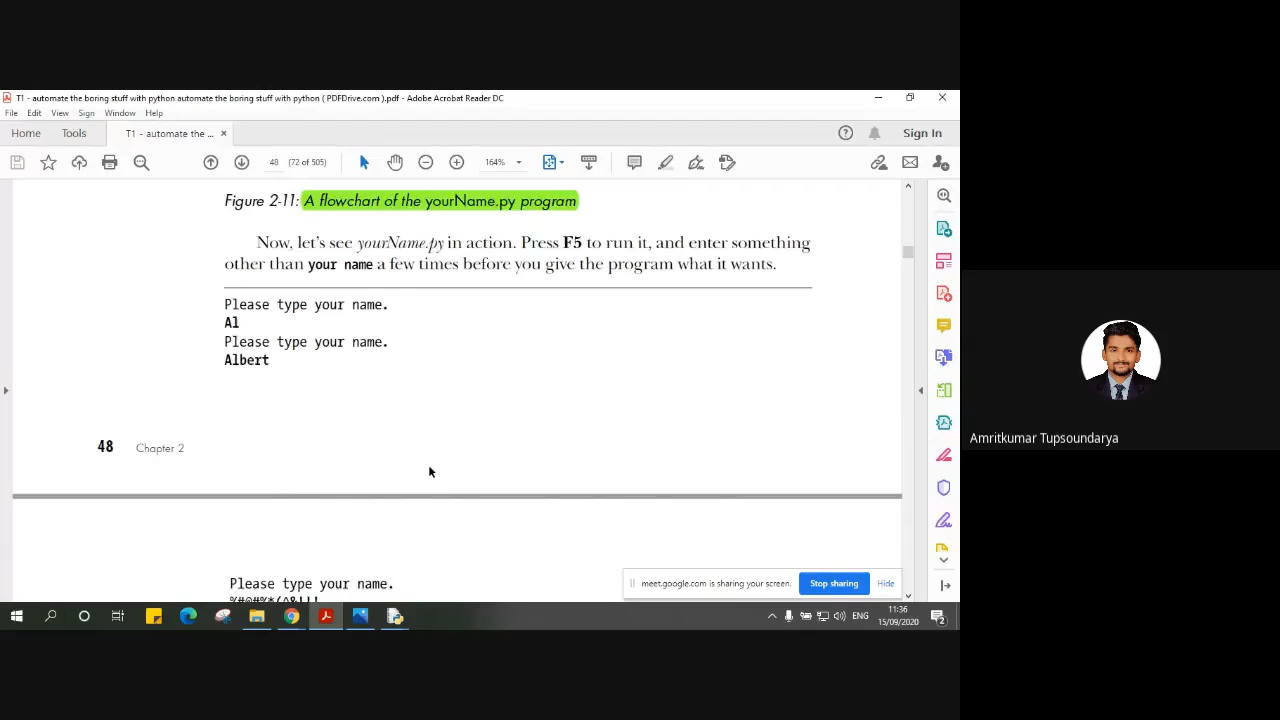 T1 - automate the boring stuff with python automate the boring stuff with python ( PDFDrive.com ).pdf - Adobe Acrobat Reader DC
File Edit View Sign Window Help
Home Tools T1 - automate the ... × Sign In
48 (72 of 505) 164%
Figure 2-11: A flowchart of the yourName.py program
Now, let's see yourName.py in action. Press F5 to run it, and enter something
other than your name a few times before you give the program what it wants.
Please type your name.
Al
Please type your name.
Albert
48 Chapter 2
Please type your name.
%#@#%*(^&!!!
meet.google.com is sharing your screen. Stop sharing Hide
ENG 11:36
15/09/2020
2
Amritkumar Tupsoundarya